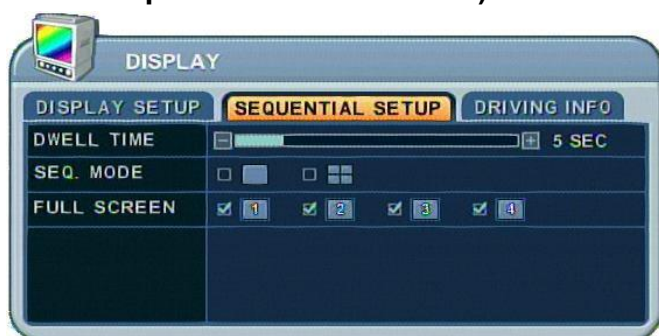 DISPLAY
DISPLAY SETUP SEQUENTIAL SETUP DRIVING INFO
DWELL TIME 5 SEC
SEQ. MODE
FULL SCREEN 1 2 3 4